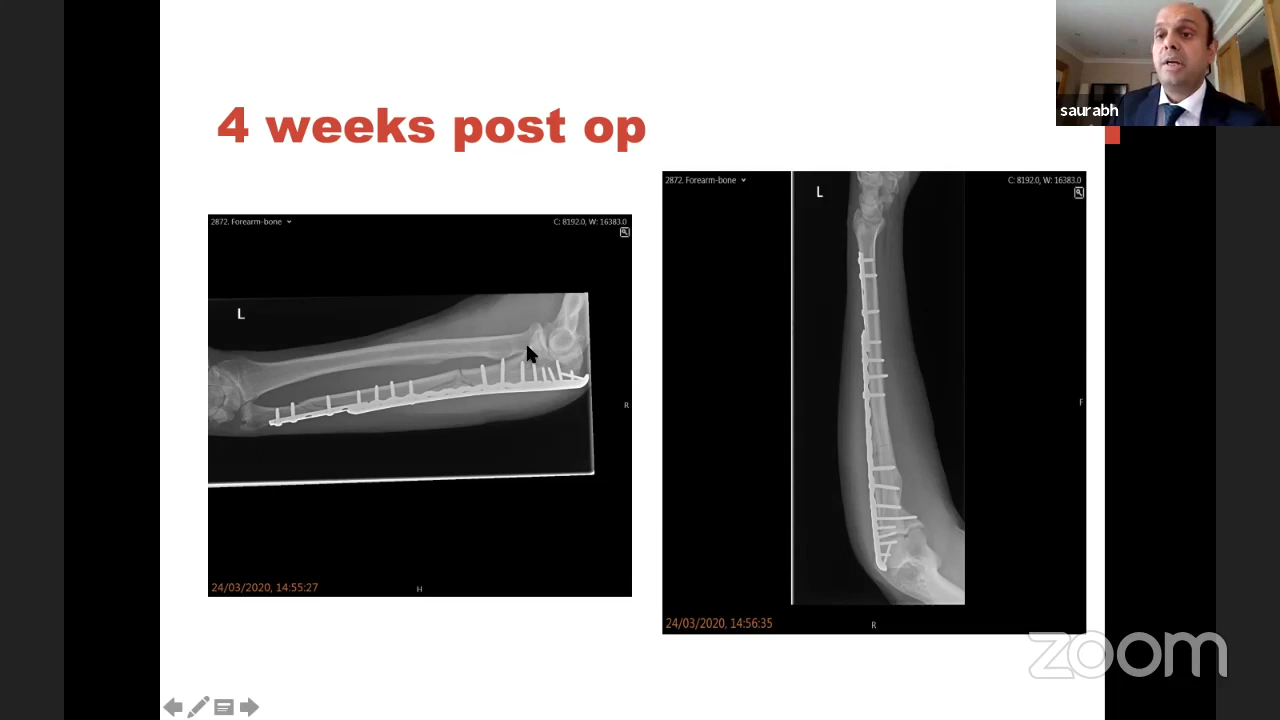 saurabh
4 weeks post op
2872. Forearm-bone
C: 8192.0, W: 16383.0
L
R
24/03/2020, 14:55:27
H
2872. Forearm-bone
C: 8192.0, W: 16383.0
L
F
24/03/2020, 14:56:35
R
zoom